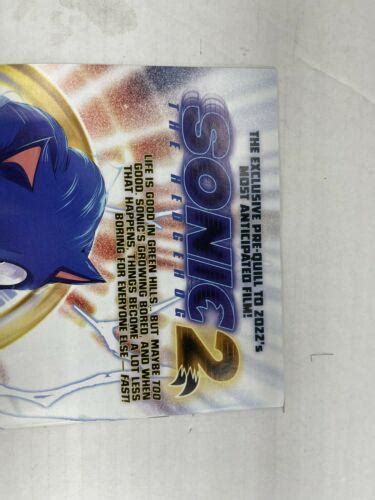 THE EXCLUSIVE PRE-QUILL TO 2022's
MOST ANTICIPATED FILM!
SONIC 2
THE HEDGEHOG
LIFE IS GOOD IN GREEN HILLS... BUT MAYBE TOO
GOOD. SONIC'S GROWING BORED, AND WHEN
THAT HAPPENS, THINGS BECOME A LOT LESS
BORING FOR EVERYONE ELSE — FAST!